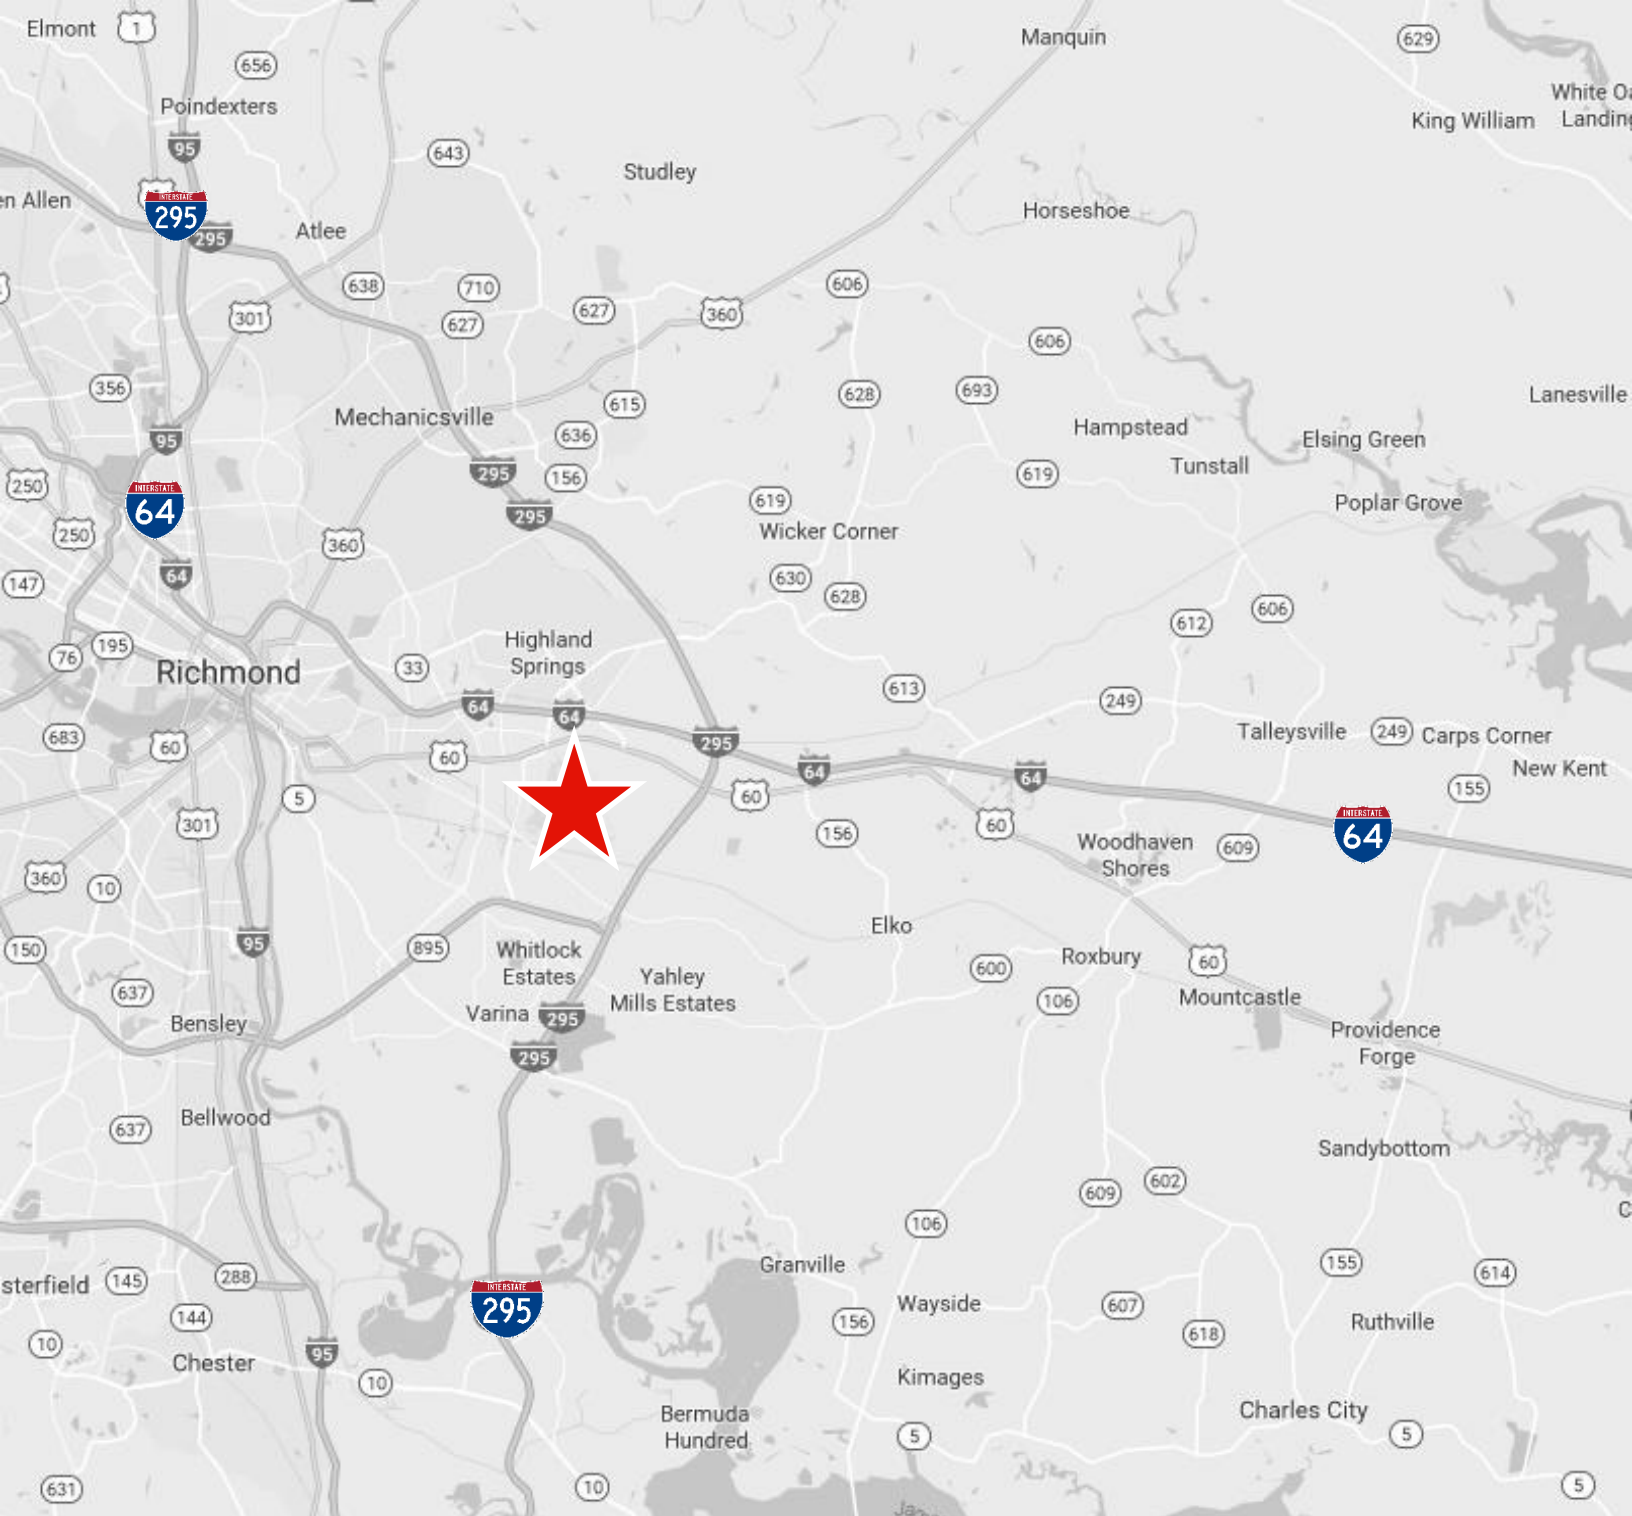 Elmont
1
Manquin
629
656
White Oa
Landing
Poindexters
King William
95
643
Studley
en Allen
INTERSTATE
295
295
Atlee
Horseshoe
638
710
606
627
360
301
627
606
356
693
628
Lanesville
615
Mechanicsville
Hampstead
636
95
Elsing Green
Tunstall
295
156
619
250
619
Poplar Grove
INTERSTATE
64
295
Wicker Corner
250
360
64
630
147
628
606
612
Highland
Springs
195
76
33
Richmond
613
249
64
64
Talleysville
249
Carps Corner
683
60
295
60
64
64
New Kent
155
60
5
301
60
156
INTERSTATE
64
Woodhaven
Shores
609
360
10
Elko
95
895
150
Whitlock
Estates
Roxbury
60
600
Yahley
Mills Estates
637
106
Mountcastle
Varina
295
Bensley
Providence
Forge
295
Bellwood
637
Sandybottom
602
609
C
106
Granville
155
614
288
145
sterfield
INTERSTATE
295
Wayside
607
144
156
Ruthville
618
10
95
Chester
10
Kimages
Charles City
Bermuda
Hundred
5
5
10
631
5
Ja